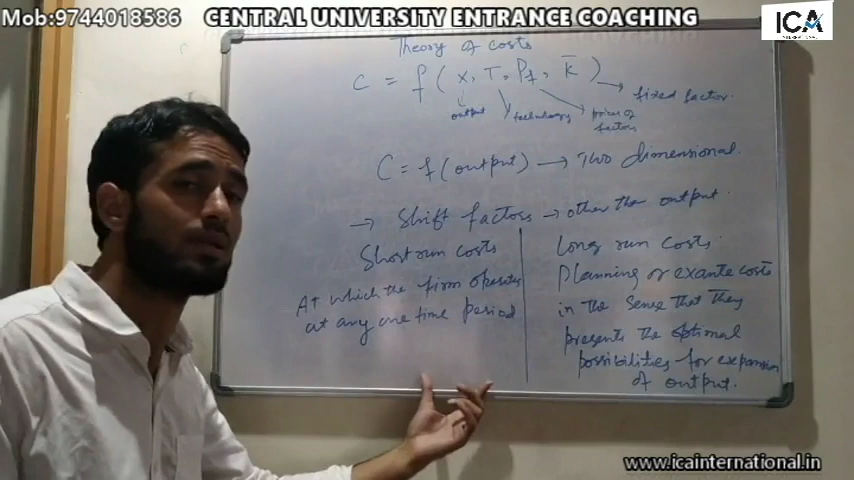 Mob:9744018586 CENTRAL UNIVERSITY ENTRANCE COACHING
ICA
INTERNATIONAL
Theory of costs
C = f ( x, T, Pf, K̄ ) → fixed factor.
output
technology
prices of
factors
C = f (output) → Two dimensional.
→ Shift factors → other than output.
Short run costs
At which the firm operates
at any one time period
Long run costs.
Planning or exante costs
in the sense that they
presents the optimal
possibilities for expansion
of output.
www.icainternational.in